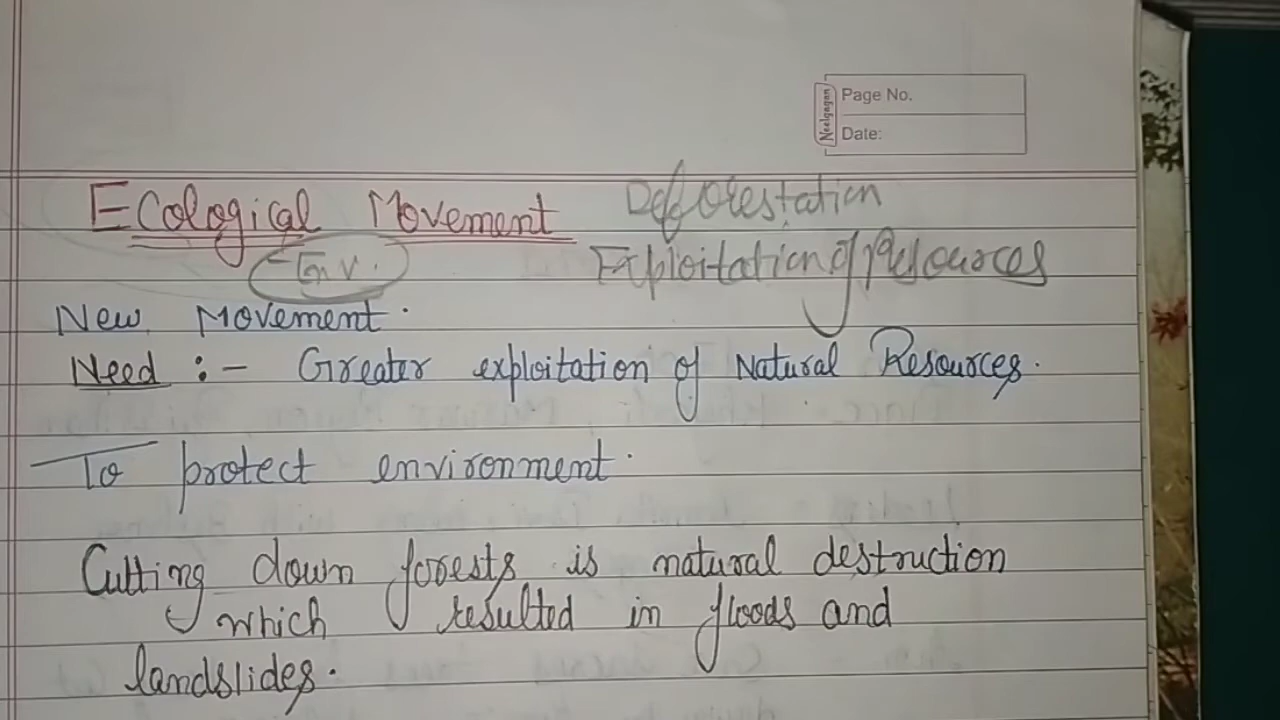 Page No.
Neelgagan
Date:
Ecological Movement
Deforestation
Env.
Exploitation of Resources
New Movement.
Need :- Greater exploitation of Natural Resources.
To protect environment.
Cutting down forests is natural destruction
which resulted in floods and
landslides.